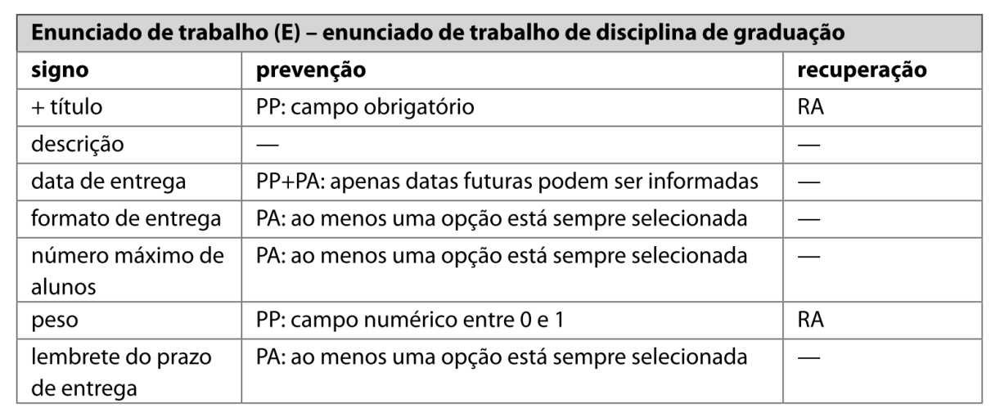 Enunciado de trabalho (E) – enunciado de trabalho de disciplina de graduação
signo prevenção recuperação
+ título PP: campo obrigatório RA
descrição — —
data de entrega PP+PA: apenas datas futuras podem ser informadas —
formato de entrega PA: ao menos uma opção está sempre selecionada —
número máximo de PA: ao menos uma opção está sempre selecionada —
alunos
peso PP: campo numérico entre 0 e 1 RA
lembrete do prazo PA: ao menos uma opção está sempre selecionada —
de entrega